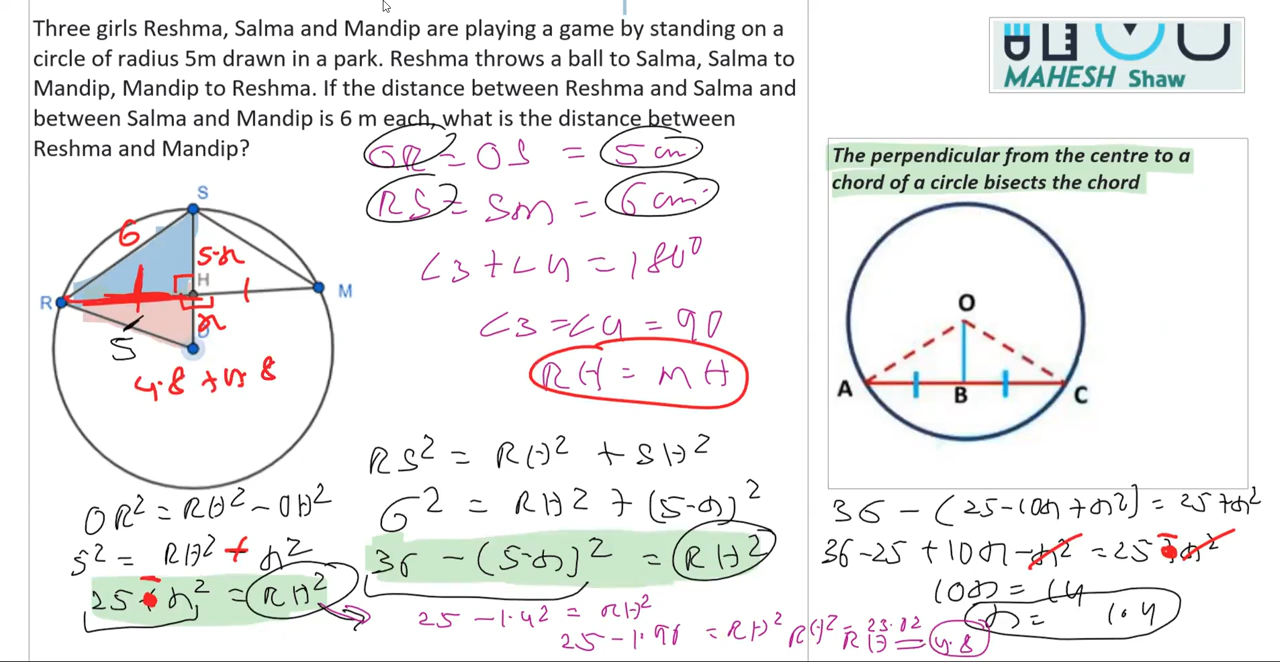 Three girls Reshma, Salma and Mandip are playing a game by standing on a
circle of radius 5m drawn in a park. Reshma throws a ball to Salma, Salma to
Mandip, Mandip to Reshma. If the distance between Reshma and Salma and
between Salma and Mandip is 6 m each, what is the distance between
Reshma and Mandip?
MAHESH Shaw
OR = OS = 5 cm
RS = SM = 6 cm
∠3 + ∠4 = 180°
∠3 = ∠4 = 90
RH = MH
S
6
5-x
H
R
M
x
5
4.8 + 4.8
The perpendicular from the centre to a
chord of a circle bisects the chord
O
A
B
C
RS² = RH² + SH²
6² = RH² + (5-x)²
36 - (5-x)² = RH²
OR² = RH² - OH²
5² = RH² + x²
25 - x² = RH²
25 - 1.4² = RH²
25 - 1.96 = RH²
RH² = 23.02
RH = 4.8
36 - (25 - 10x + x²) = 25 + x²
36 - 25 + 10x - x² = 25 - x²
10x = 14
x = 1.4